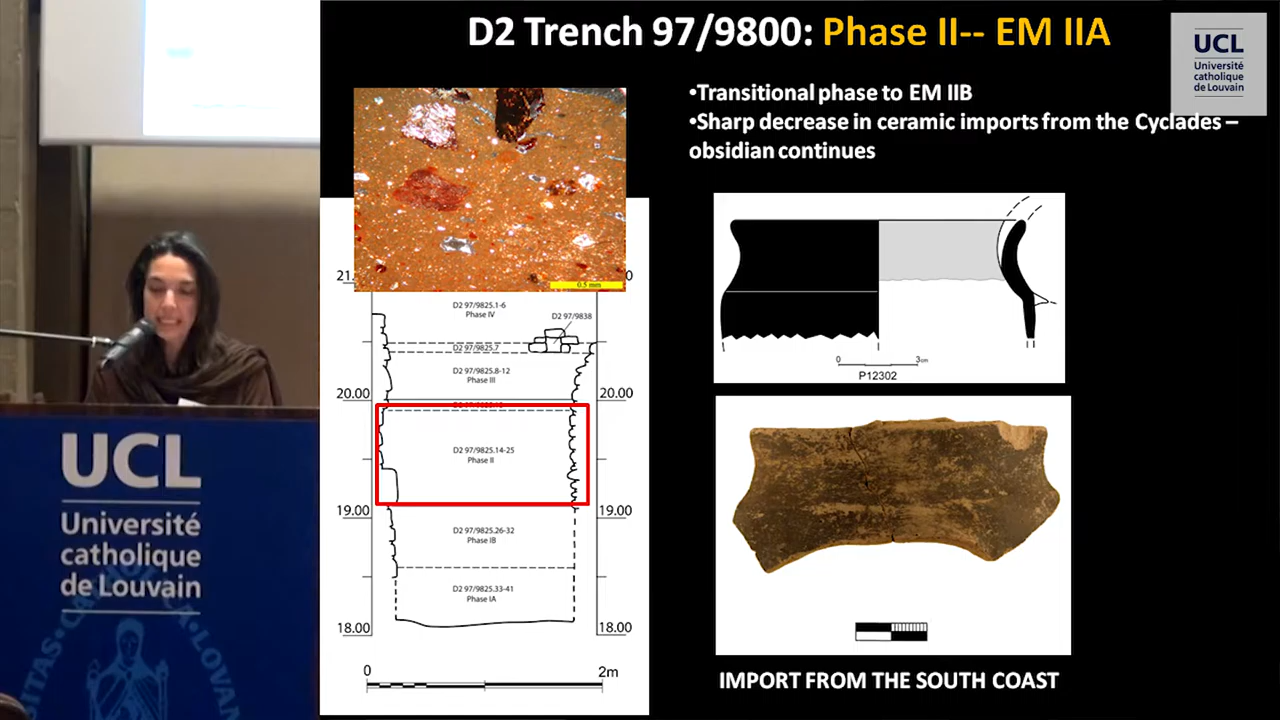 D2 Trench 97/9800: Phase II-- EM IIA
UCL
Université
catholique
de Louvain
•Transitional phase to EM IIB
•Sharp decrease in ceramic imports from the Cyclades –
obsidian continues
0.5 mm
21.
0
D2 97/9825.1-6
Phase IV
D2 97/9838
D2 97/9825.7
D2 97/9825.8-12
Phase III
20.00
20.00
D2 97/9825.14-25
Phase II
19.00
19.00
D2 97/9825.26-32
Phase IB
D2 97/9825.33-41
Phase IA
18.00
18.00
0
2m
0
3cm
P12302
IMPORT FROM THE SOUTH COAST
UCL
Université
catholique
de Louvain